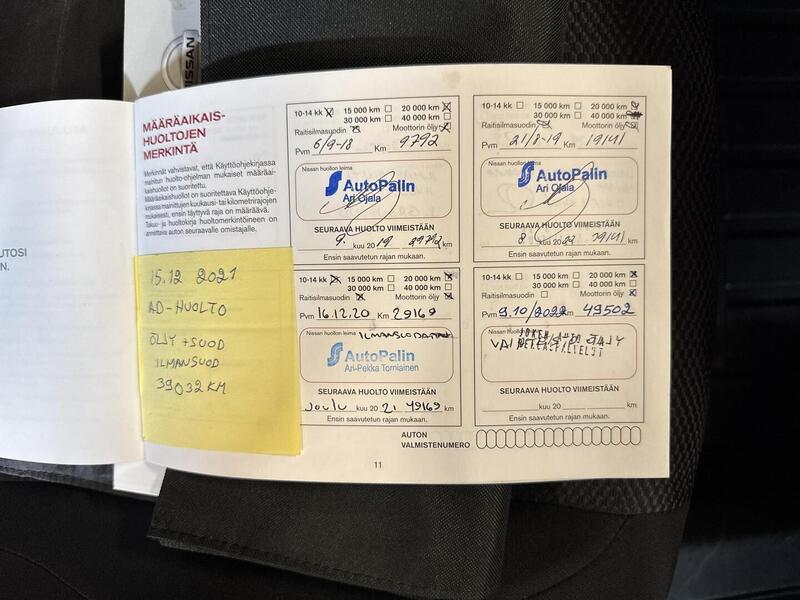 NISSAN
UTOSI
N.
MÄÄRÄAIKAIS-
HUOLTOJEN
MERKINTÄ
Merkinnät vahvistavat, että Käyttöohjekirjassa
mainitut huolto-ohjelman mukaiset määräai-
kaishuollot on suoritettu.
Määräaikaishuollot on suoritettava Käyttöohje-
kirjassa mainittujen kuukausi- tai kilometrirajojen
mukaisesti, ensin täyttyvä raja on määräävä.
Takuu- ja huoltokirja huoltomerkintöineen on
annettava auton seuraavalle omistajalle.
15.12 2021
AD-HUOLTO
ÖLJY + SUOD
ILMANSUOD
39032 KM
10-14 kk 15 000 km 20 000 km
30 000 km 40 000 km
Raitisilmasuodin Moottorin öljy
Pvm 6/9-18 Km 9792
Nissan huollon leima
AutoPalin
Ari Ojala
SEURAAVA HUOLTO VIIMEISTÄÄN
9. kuu 20 19 km
Ensin saavutetun rajan mukaan.
10-14 kk 15 000 km 20 000 km
30 000 km 40 000 km
Raitisilmasuodin Moottorin öljy
Pvm 21/8-19 Km 19141
Nissan huollon leima
AutoPalin
Ari Ojala
SEURAAVA HUOLTO VIIMEISTÄÄN
8 kuu 20 km
Ensin saavutetun rajan mukaan.
10-14 kk 15 000 km 20 000 km
30 000 km 40 000 km
Raitisilmasuodin Moottorin öljy
Pvm 16.12.20 Km 29169
Nissan huollon leima
AutoPalin
Ari-Pekka Torniainen
SEURAAVA HUOLTO VIIMEISTÄÄN
JOULU kuu 20 21 49169 km
Ensin saavutetun rajan mukaan.
10-14 kk 15 000 km 20 000 km
30 000 km 40 000 km
Raitisilmasuodin Moottorin öljy
Pvm 9.10/2022 Km 49502
Nissan huollon
SEURAAVA HUOLTO VIIMEISTÄÄN
kuu 20 km
Ensin saavutetun rajan mukaan.
AUTON
VALMISTENUMERO
11